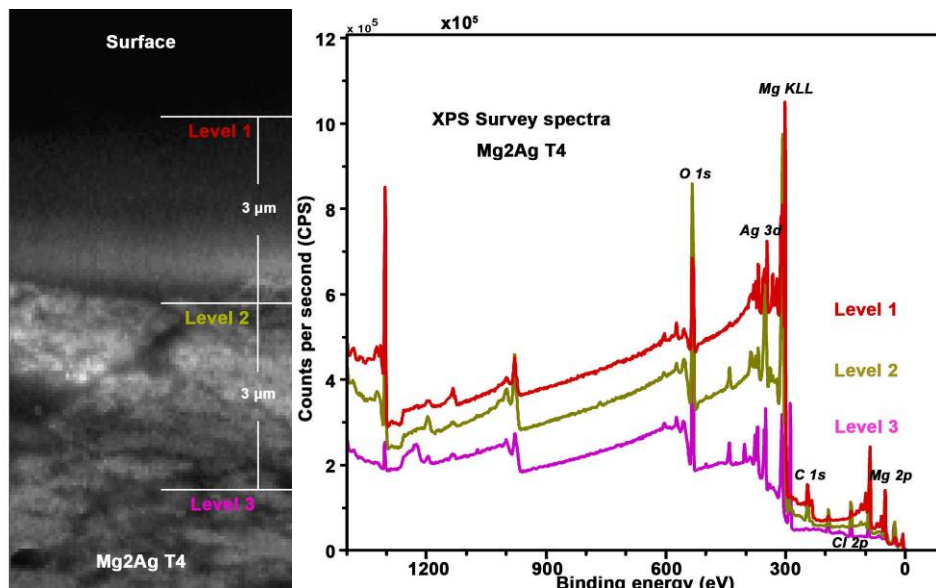 Surface
Level 1
3 µm
Level 2
3 µm
Level 3
Mg2Ag T4
x 10⁵
x10⁵
12
10
8
6
4
2
0
Counts per second (CPS)
XPS Survey spectra
Mg2Ag T4
Mg KLL
O 1s
Ag 3d
Level 1
Level 2
Level 3
C 1s
Mg 2p
Cl 2p
1200
900
600
300
0
Binding energy (eV)